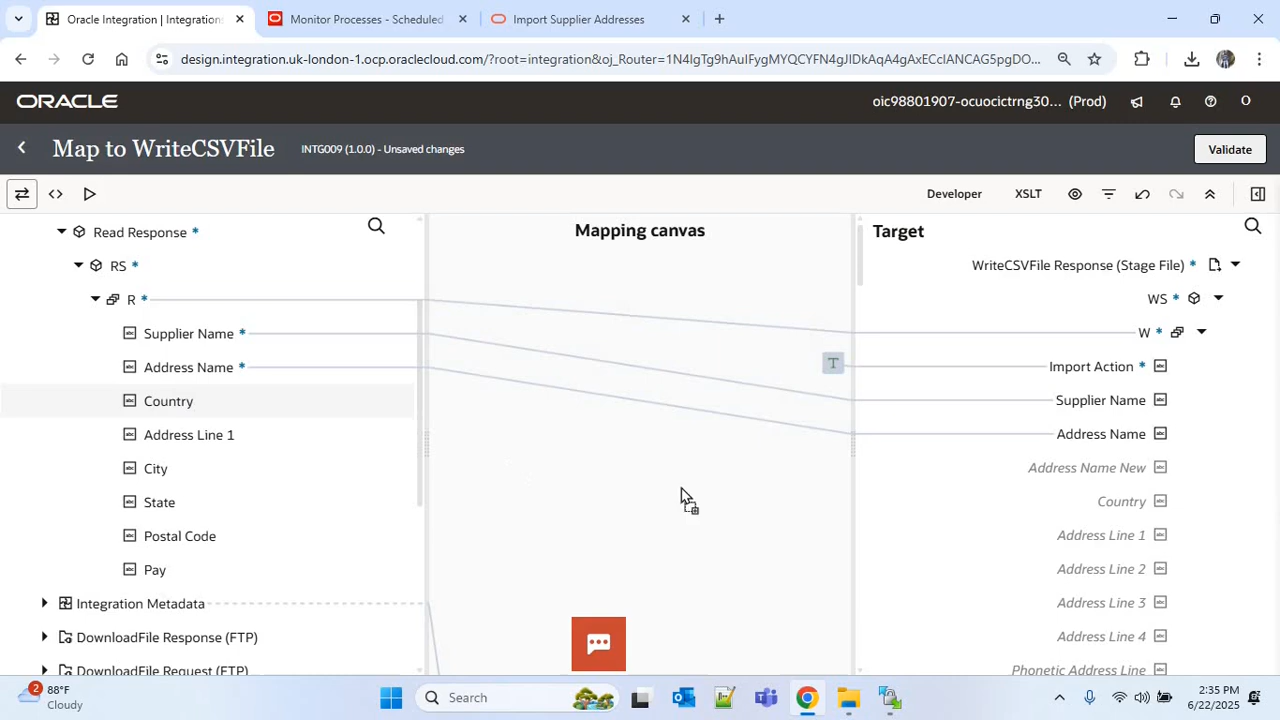 Oracle Integration | Integrations
Monitor Processes - Scheduled
Import Supplier Addresses
design.integration.uk-london-1.ocp.oraclecloud.com/?root=integration&oj_Router=1N4IgTg9hAuIFygMYQCYFN4gJIDkAqA4gAxECcIANCAG5pgDO...
ORACLE
oic98801907-ocuocictrng30... (Prod)
O
Map to WriteCSVFile
INTG009 (1.0.0) - Unsaved changes
Validate
Developer
XSLT
Read Response *
RS *
R *
Supplier Name *
Address Name *
Country
Address Line 1
City
State
Postal Code
Pay
Integration Metadata
DownloadFile Response (FTP)
DownloadFile Request (FTP)
Mapping canvas
T
Target
WriteCSVFile Response (Stage File) *
WS *
W *
Import Action *
Supplier Name
Address Name
Address Name New
Country
Address Line 1
Address Line 2
Address Line 3
Address Line 4
Phonetic Address Line
2
88°F
Cloudy
Search
2:35 PM
6/22/2025